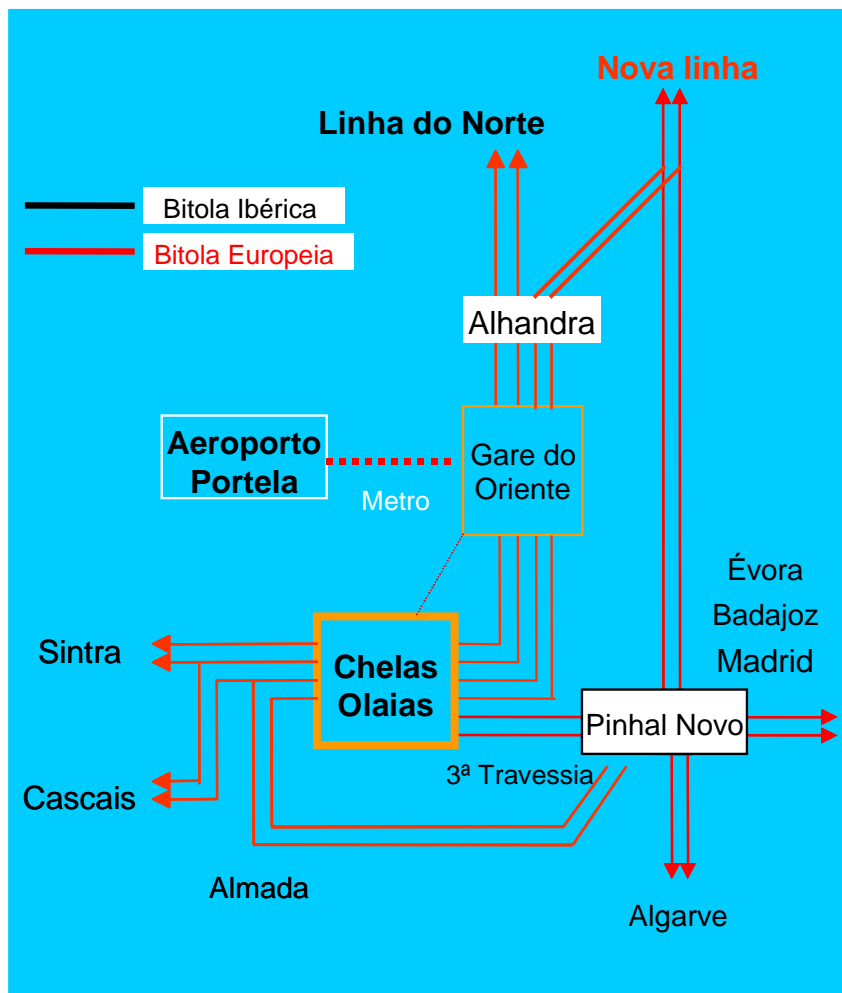 Nova linha
Linha do Norte
Bitola Ibérica
Bitola Europeia
Alhandra
Aeroporto
Portela
Gare do
Oriente
Metro
Évora
Badajoz
Madrid
Sintra
Chelas
Olaias
Pinhal Novo
3ª Travessia
Cascais
Almada
Algarve